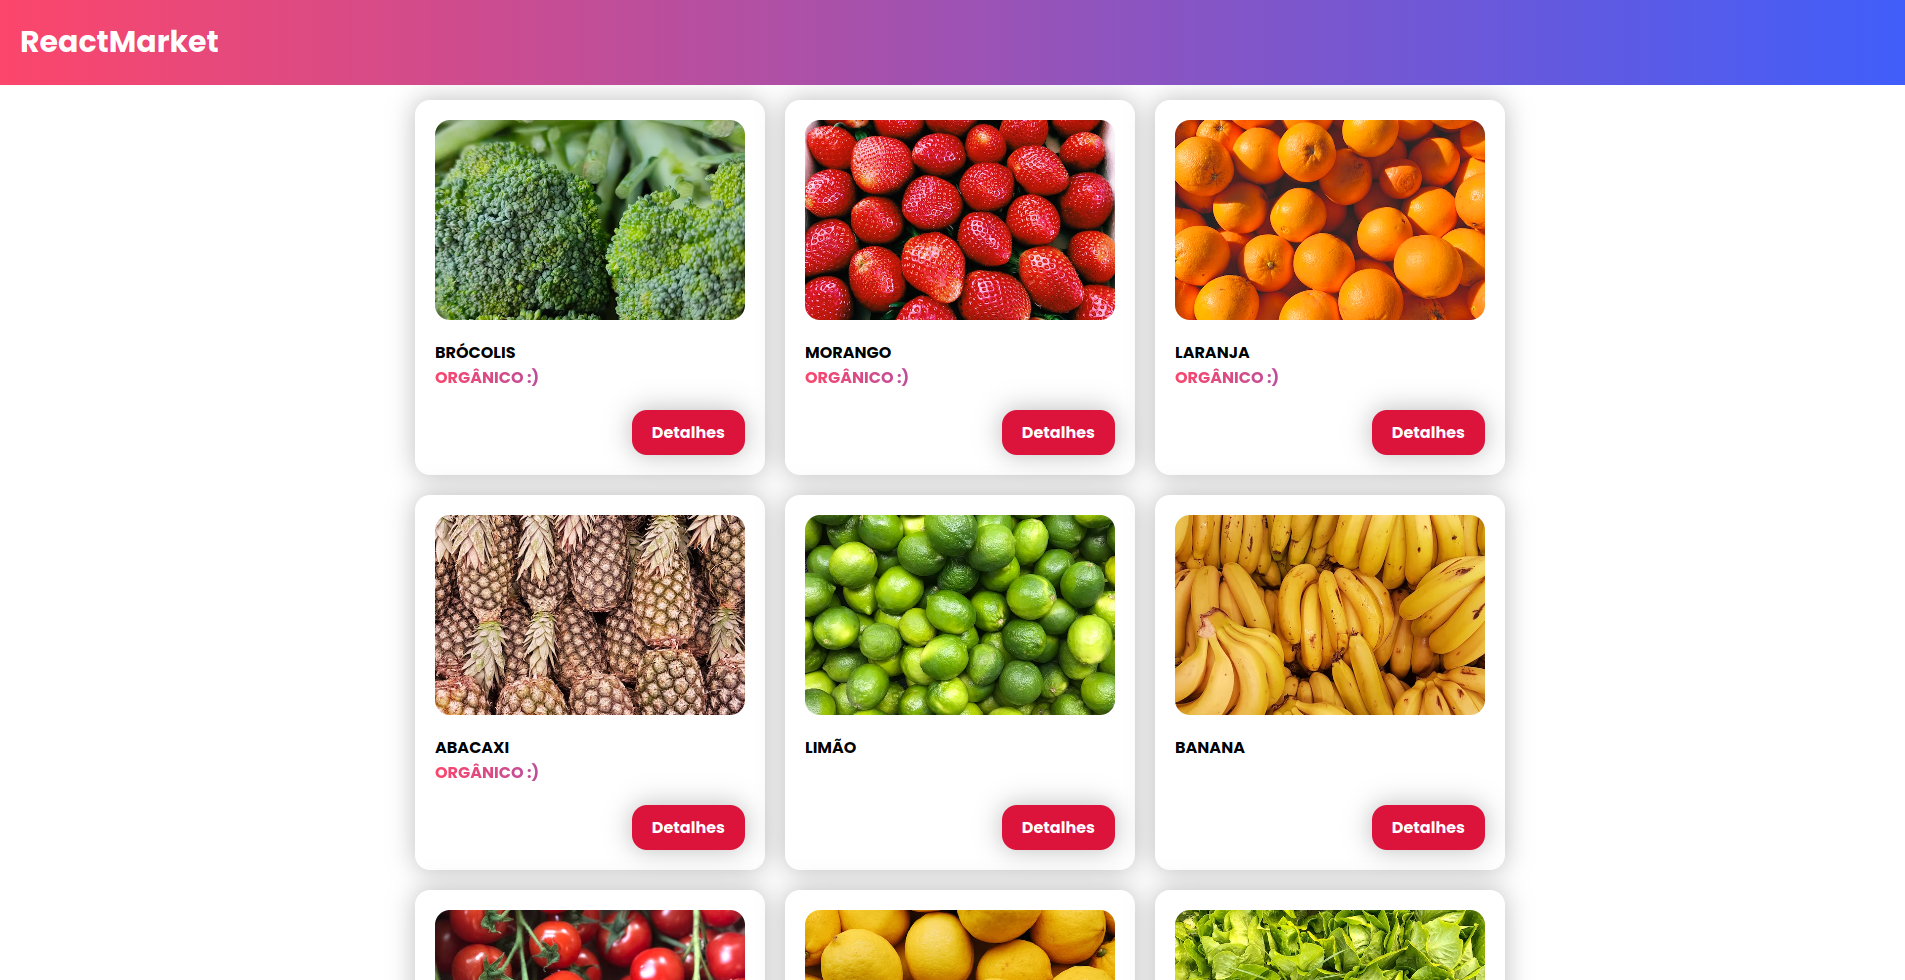 ReactMarket
BRÓCOLIS
ORGÂNICO :)
Detalhes
MORANGO
ORGÂNICO :)
Detalhes
LARANJA
ORGÂNICO :)
Detalhes
ABACAXI
ORGÂNICO :)
Detalhes
LIMÃO
Detalhes
BANANA
Detalhes